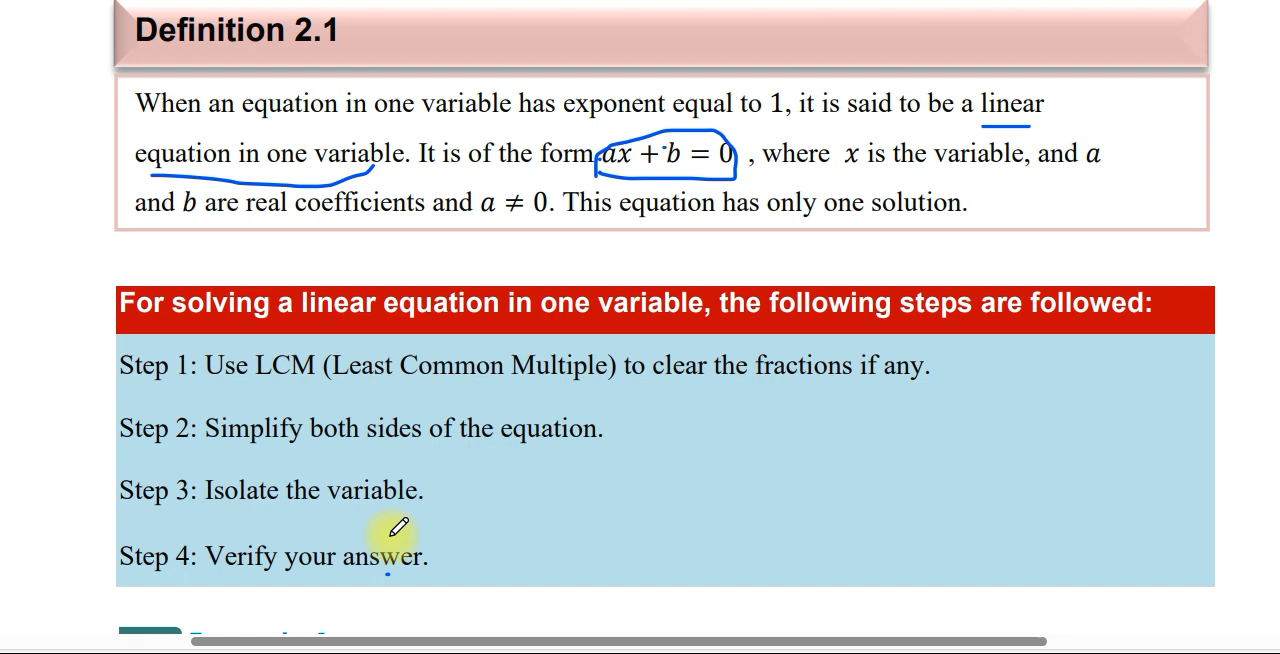 Definition 2.1
When an equation in one variable has exponent equal to 1, it is said to be a linear
equation in one variable. It is of the form ax + b = 0 , where x is the variable, and a
and b are real coefficients and a ≠ 0. This equation has only one solution.
For solving a linear equation in one variable, the following steps are followed:
Step 1: Use LCM (Least Common Multiple) to clear the fractions if any.
Step 2: Simplify both sides of the equation.
Step 3: Isolate the variable.
Step 4: Verify your answer.